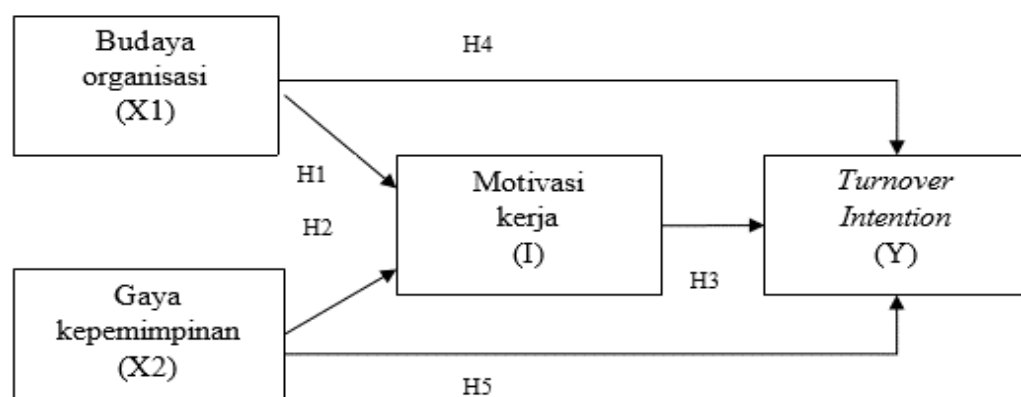 Budaya
organisasi
(X1)
H4
H1
H2
Motivasi
kerja
(I)
H3
Turnover
Intention
(Y)
Gaya
kepemimpinan
(X2)
H5